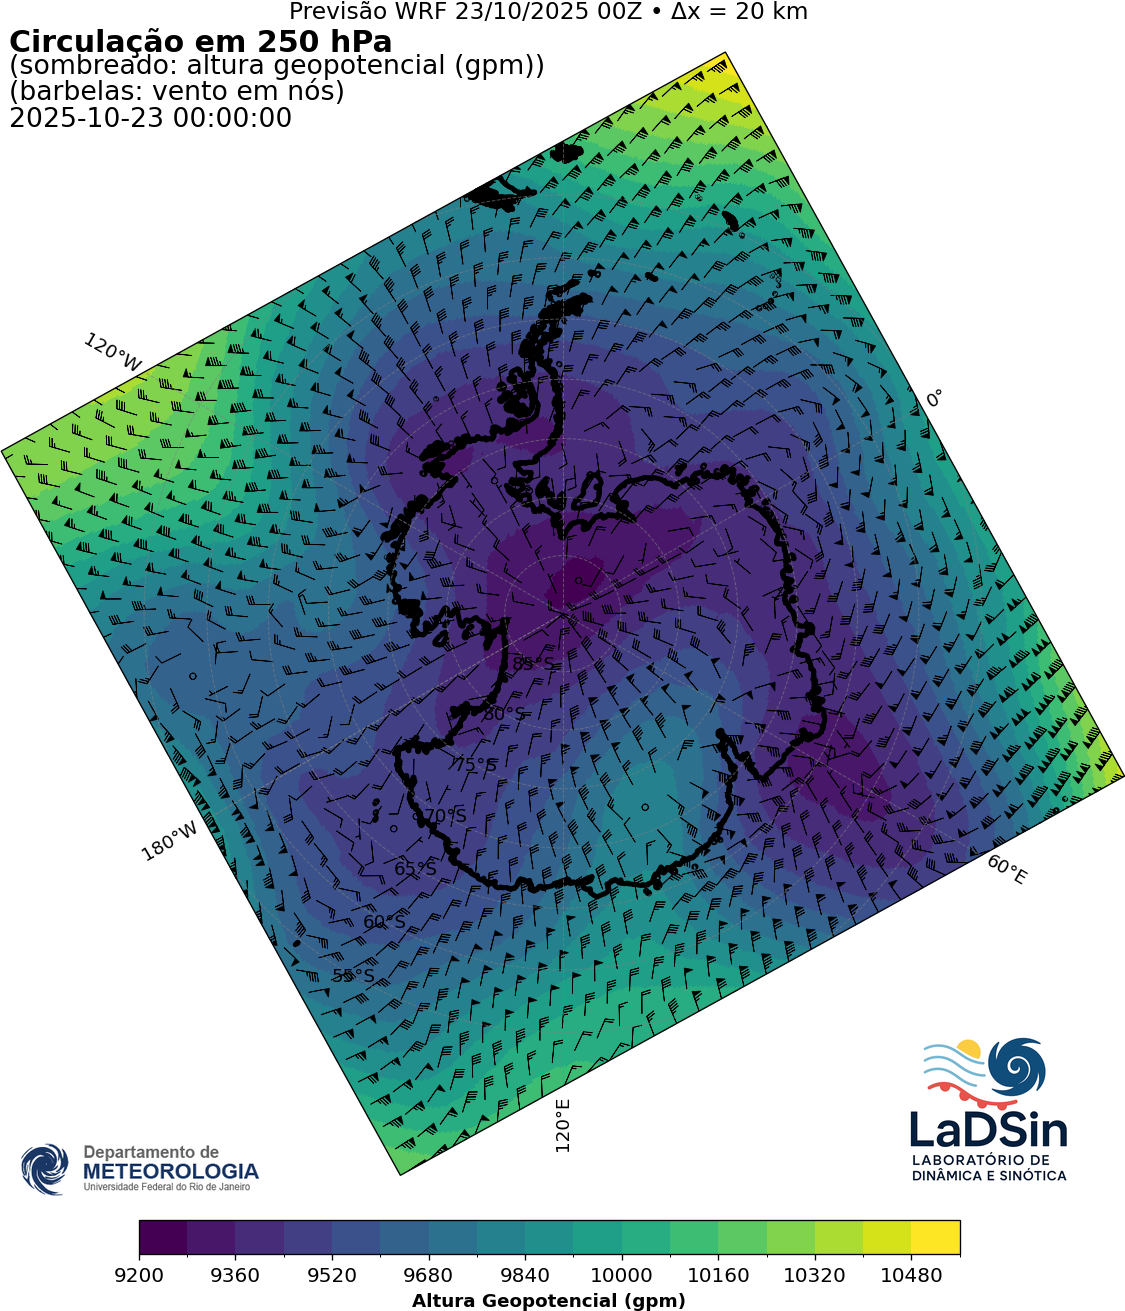 Previsão WRF 23/10/2025 00Z • Δx = 20 km
Circulação em 250 hPa
(sombreado: altura geopotencial (gpm))
(barbelas: vento em nós)
2025-10-23 00:00:00
120°W
0°
85°S
80°S
75°S
70°S
65°S
60°S
55°S
180°W
60°E
120°E
LaDSin
LABORATÓRIO DE
DINÂMICA E SINÓTICA
Departamento de
METEOROLOGIA
Universidade Federal do Rio de Janeiro
9200 9360 9520 9680 9840 10000 10160 10320 10480
Altura Geopotencial (gpm)